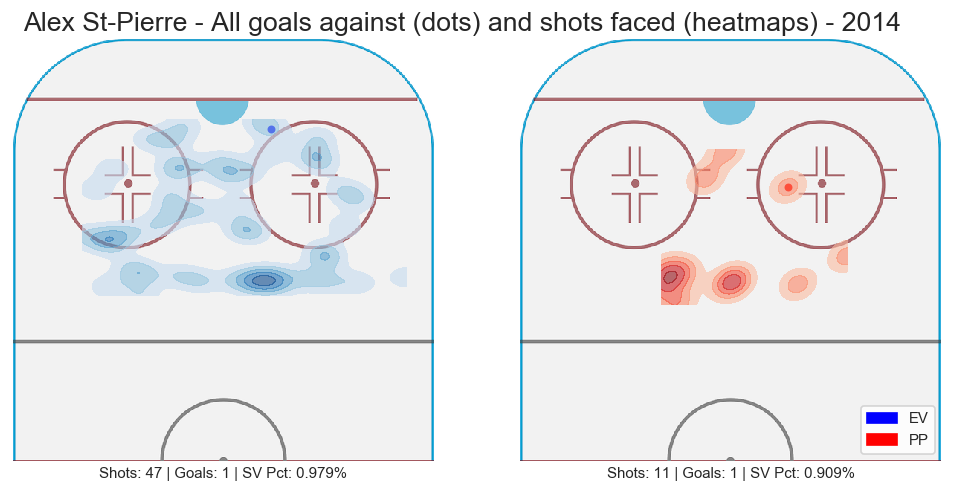 Alex St-Pierre - All goals against (dots) and shots faced (heatmaps) - 2014
EV
PP
Shots: 47 | Goals: 1 | SV Pct: 0.979%
Shots: 11 | Goals: 1 | SV Pct: 0.909%